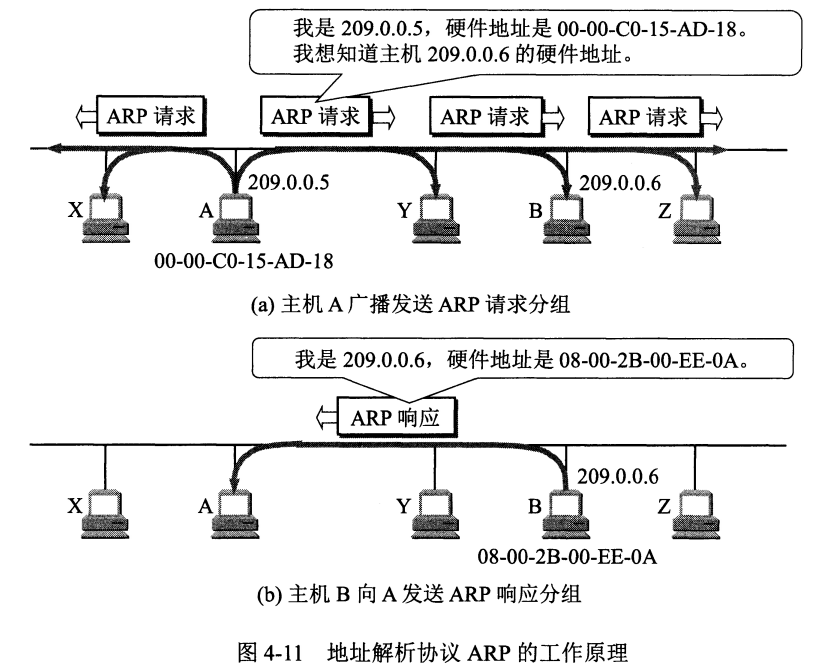 我是 209.0.0.5，硬件地址是 00-00-C0-15-AD-18。
我想知道主机 209.0.0.6 的硬件地址。
ARP 请求
ARP 请求
ARP 请求
ARP 请求
209.0.0.5
209.0.0.6
X
A
Y
B
Z
00-00-C0-15-AD-18
(a) 主机 A 广播发送 ARP 请求分组
我是 209.0.0.6，硬件地址是 08-00-2B-00-EE-0A。
ARP 响应
209.0.0.6
X
A
Y
B
Z
08-00-2B-00-EE-0A
(b) 主机 B 向 A 发送 ARP 响应分组
图 4-11 地址解析协议 ARP 的工作原理